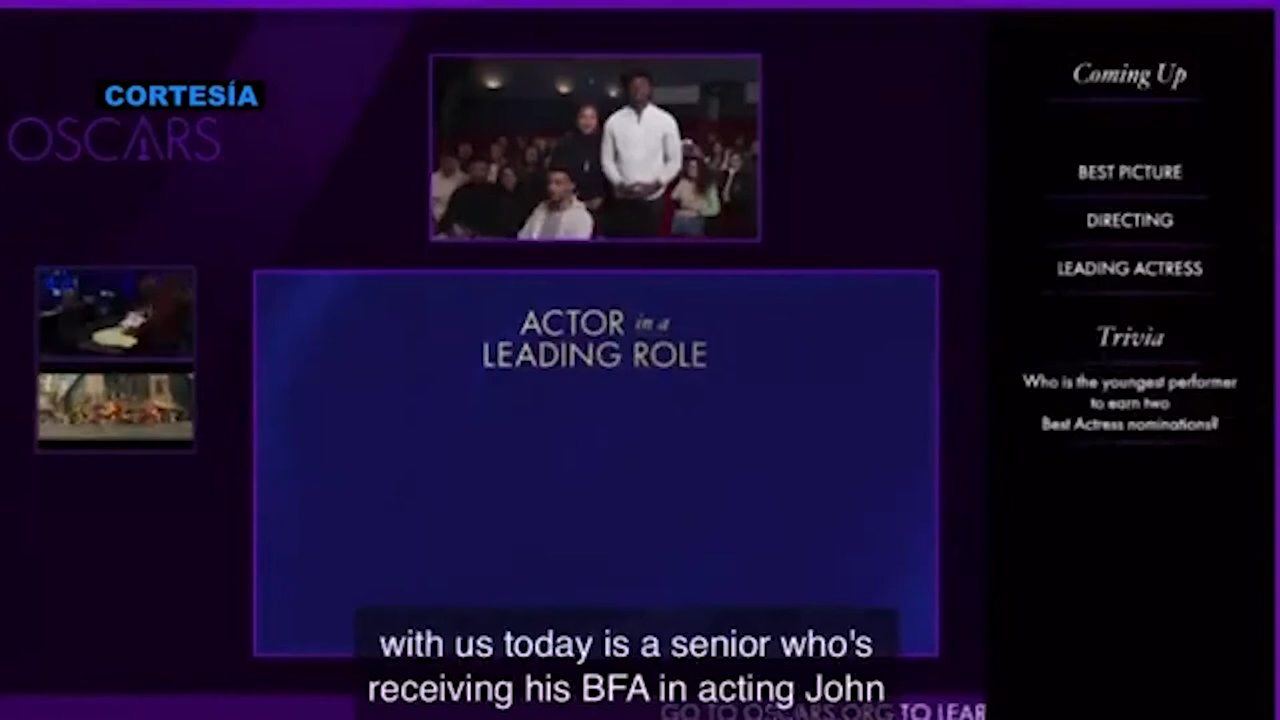 CORTESÍA
OSCARS
Coming Up
BEST PICTURE
DIRECTING
LEADING ACTRESS
Trivia
Who is the youngest performer
to earn two
Best Actress nominations?
ACTOR in a
LEADING ROLE
with us today is a senior who's
receiving his BFA in acting John
GO TO OSCARS.ORG TO LEAR